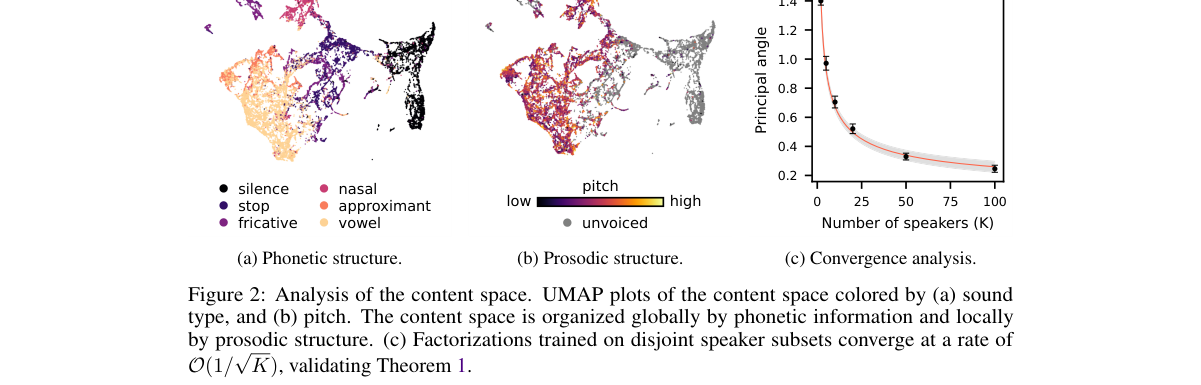 1.4
1.2
1.0
0.8
0.6
0.4
0.2
Principal angle
0 25 50 75 100
Number of speakers (K)
silence nasal
stop approximant
fricative vowel
pitch
low high
unvoiced
(a) Phonetic structure.
(b) Prosodic structure.
(c) Convergence analysis.
Figure 2: Analysis of the content space. UMAP plots of the content space colored by (a) sound
type, and (b) pitch. The content space is organized globally by phonetic information and locally
by prosodic structure. (c) Factorizations trained on disjoint speaker subsets converge at a rate of
𝒪(1/√K), validating Theorem 1.